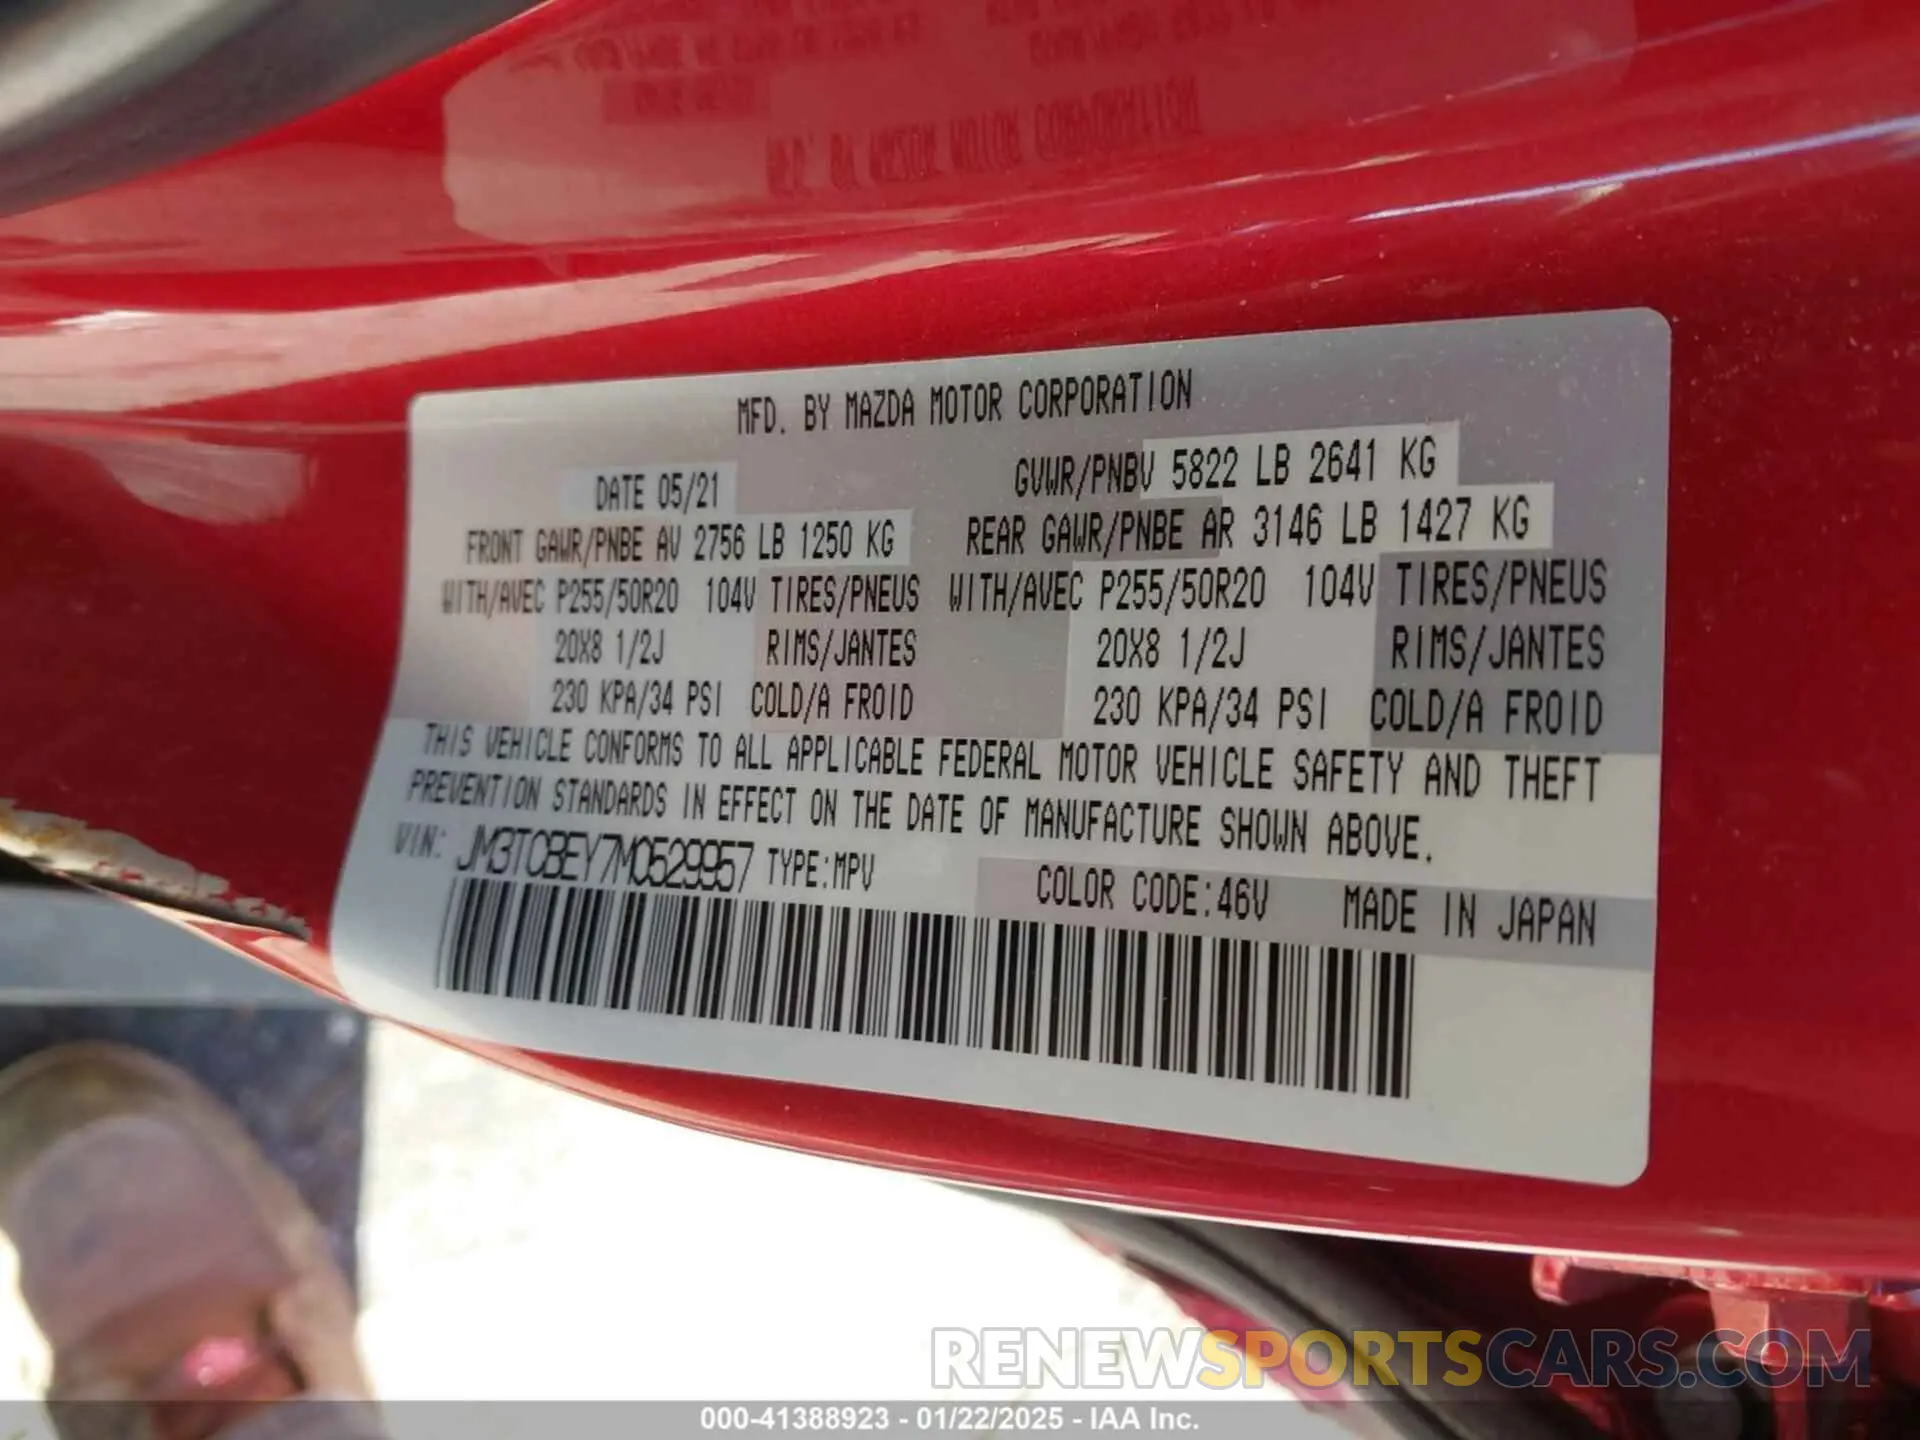 MFD. BY MAZDA MOTOR CORPORATION
DATE 05/21 GVWR/PNBV 5822 LB 2641 KG
FRONT GAWR/PNBE AV 2756 LB 1250 KG REAR GAWR/PNBE AR 3146 LB 1427 KG
WITH/AVEC P255/50R20 104V TIRES/PNEUS WITH/AVEC P255/50R20 104V TIRES/PNEUS
20X8 1/2J RIMS/JANTES 20X8 1/2J RIMS/JANTES
230 KPA/34 PSI COLD/A FROID 230 KPA/34 PSI COLD/A FROID
THIS VEHICLE CONFORMS TO ALL APPLICABLE FEDERAL MOTOR VEHICLE SAFETY AND THEFT
PREVENTION STANDARDS IN EFFECT ON THE DATE OF MANUFACTURE SHOWN ABOVE.
VIN: JM3TCBEY7M0529957 TYPE:MPV COLOR CODE:46V MADE IN JAPAN
RENEWSPORTSCARS.COM
000-41388923 - 01/22/2025 - IAA Inc.